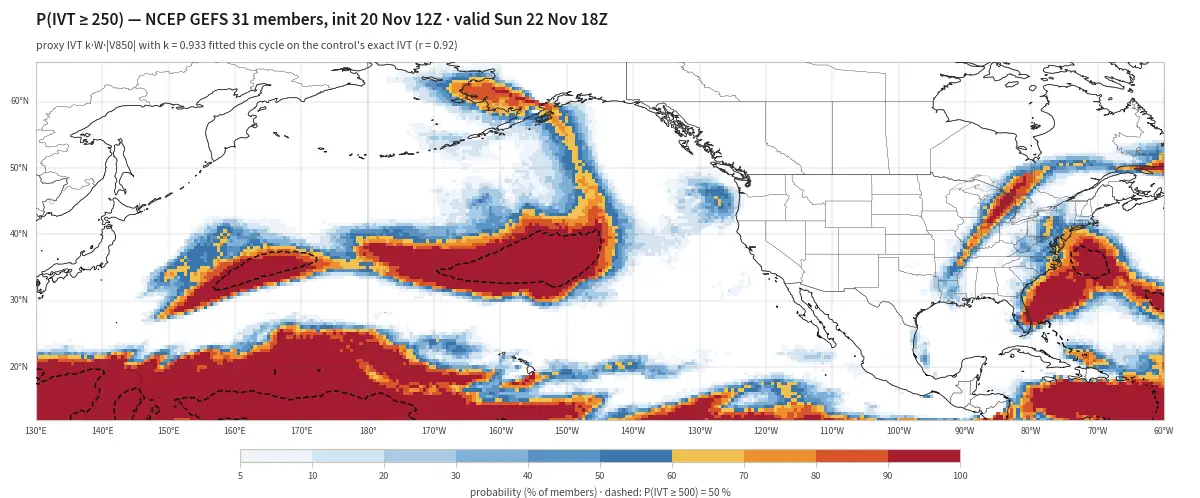 P(IVT ≥ 250) — NCEP GEFS 31 members, init 20 Nov 12Z · valid Sun 22 Nov 18Z
proxy IVT k·W·|V850| with k = 0.933 fitted this cycle on the control's exact IVT (r = 0.92)
60°N
50°N
40°N
30°N
20°N
130°E 140°E 150°E 160°E 170°E 180° 170°W 160°W 150°W 140°W 130°W 120°W 110°W 100°W 90°W 80°W 70°W 60°W
5 10 20 30 40 50 60 70 80 90 100
probability (% of members) · dashed: P(IVT ≥ 500) = 50 %